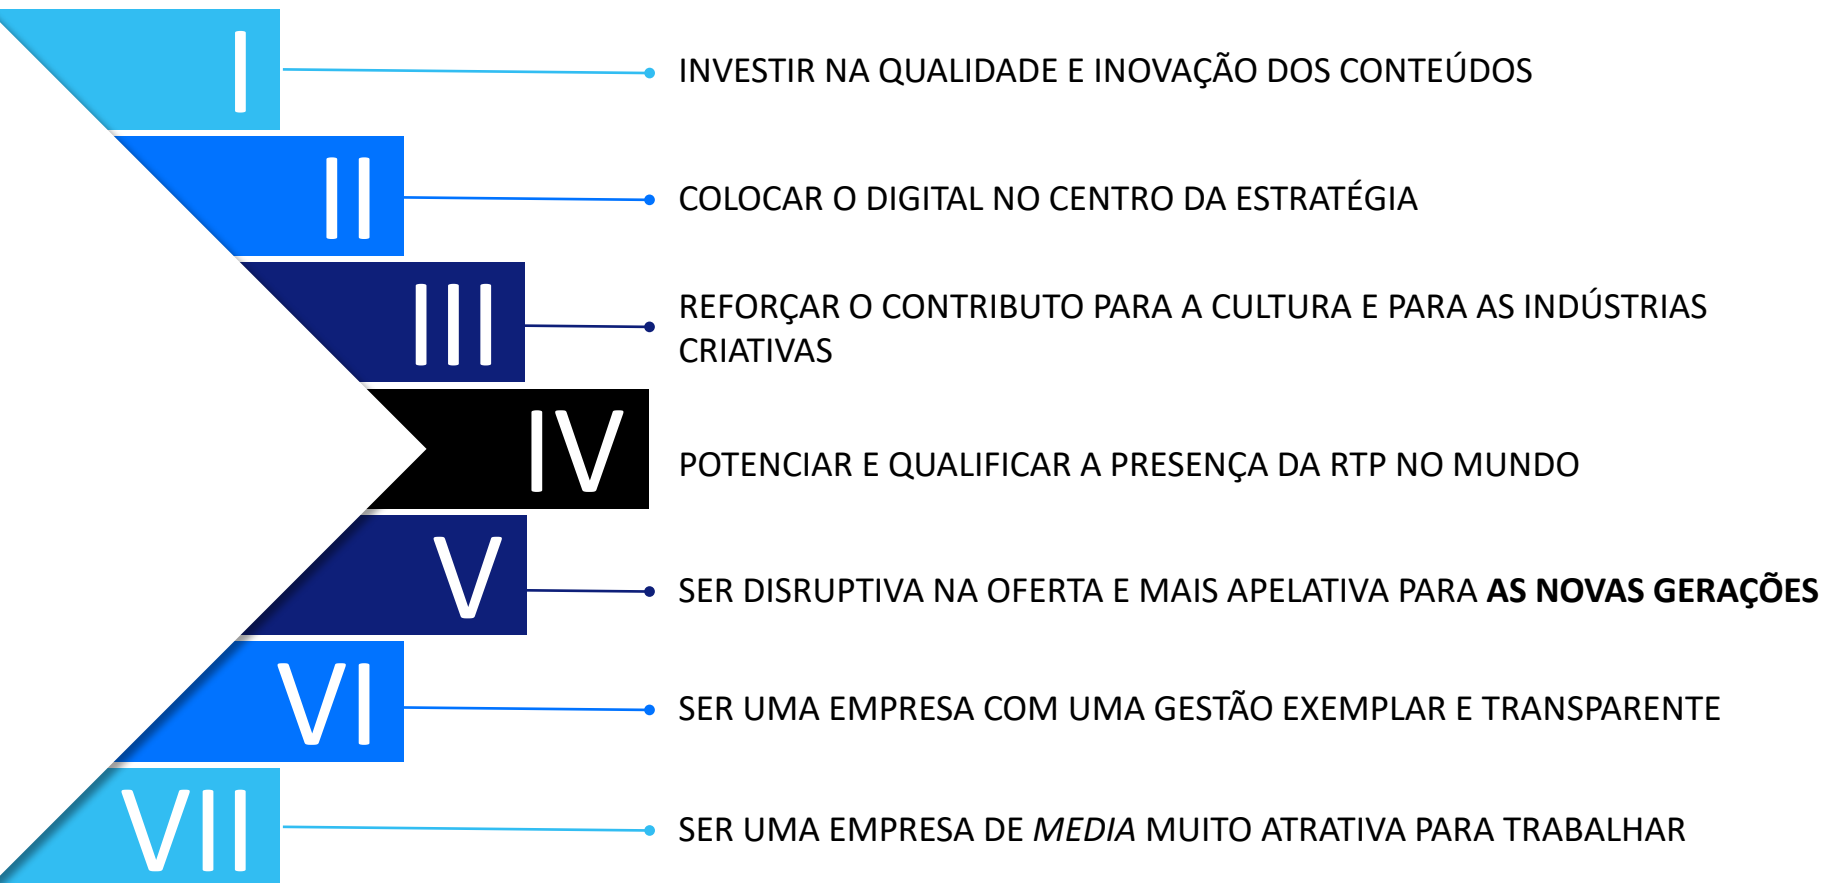 I
INVESTIR NA QUALIDADE E INOVAÇÃO DOS CONTEÚDOS
II
COLOCAR O DIGITAL NO CENTRO DA ESTRATÉGIA
III
REFORÇAR O CONTRIBUTO PARA A CULTURA E PARA AS INDÚSTRIAS
CRIATIVAS
IV
POTENCIAR E QUALIFICAR A PRESENÇA DA RTP NO MUNDO
V
SER DISRUPTIVA NA OFERTA E MAIS APELATIVA PARA AS NOVAS GERAÇÕES
VI
SER UMA EMPRESA COM UMA GESTÃO EXEMPLAR E TRANSPARENTE
VII
SER UMA EMPRESA DE MEDIA MUITO ATRATIVA PARA TRABALHAR